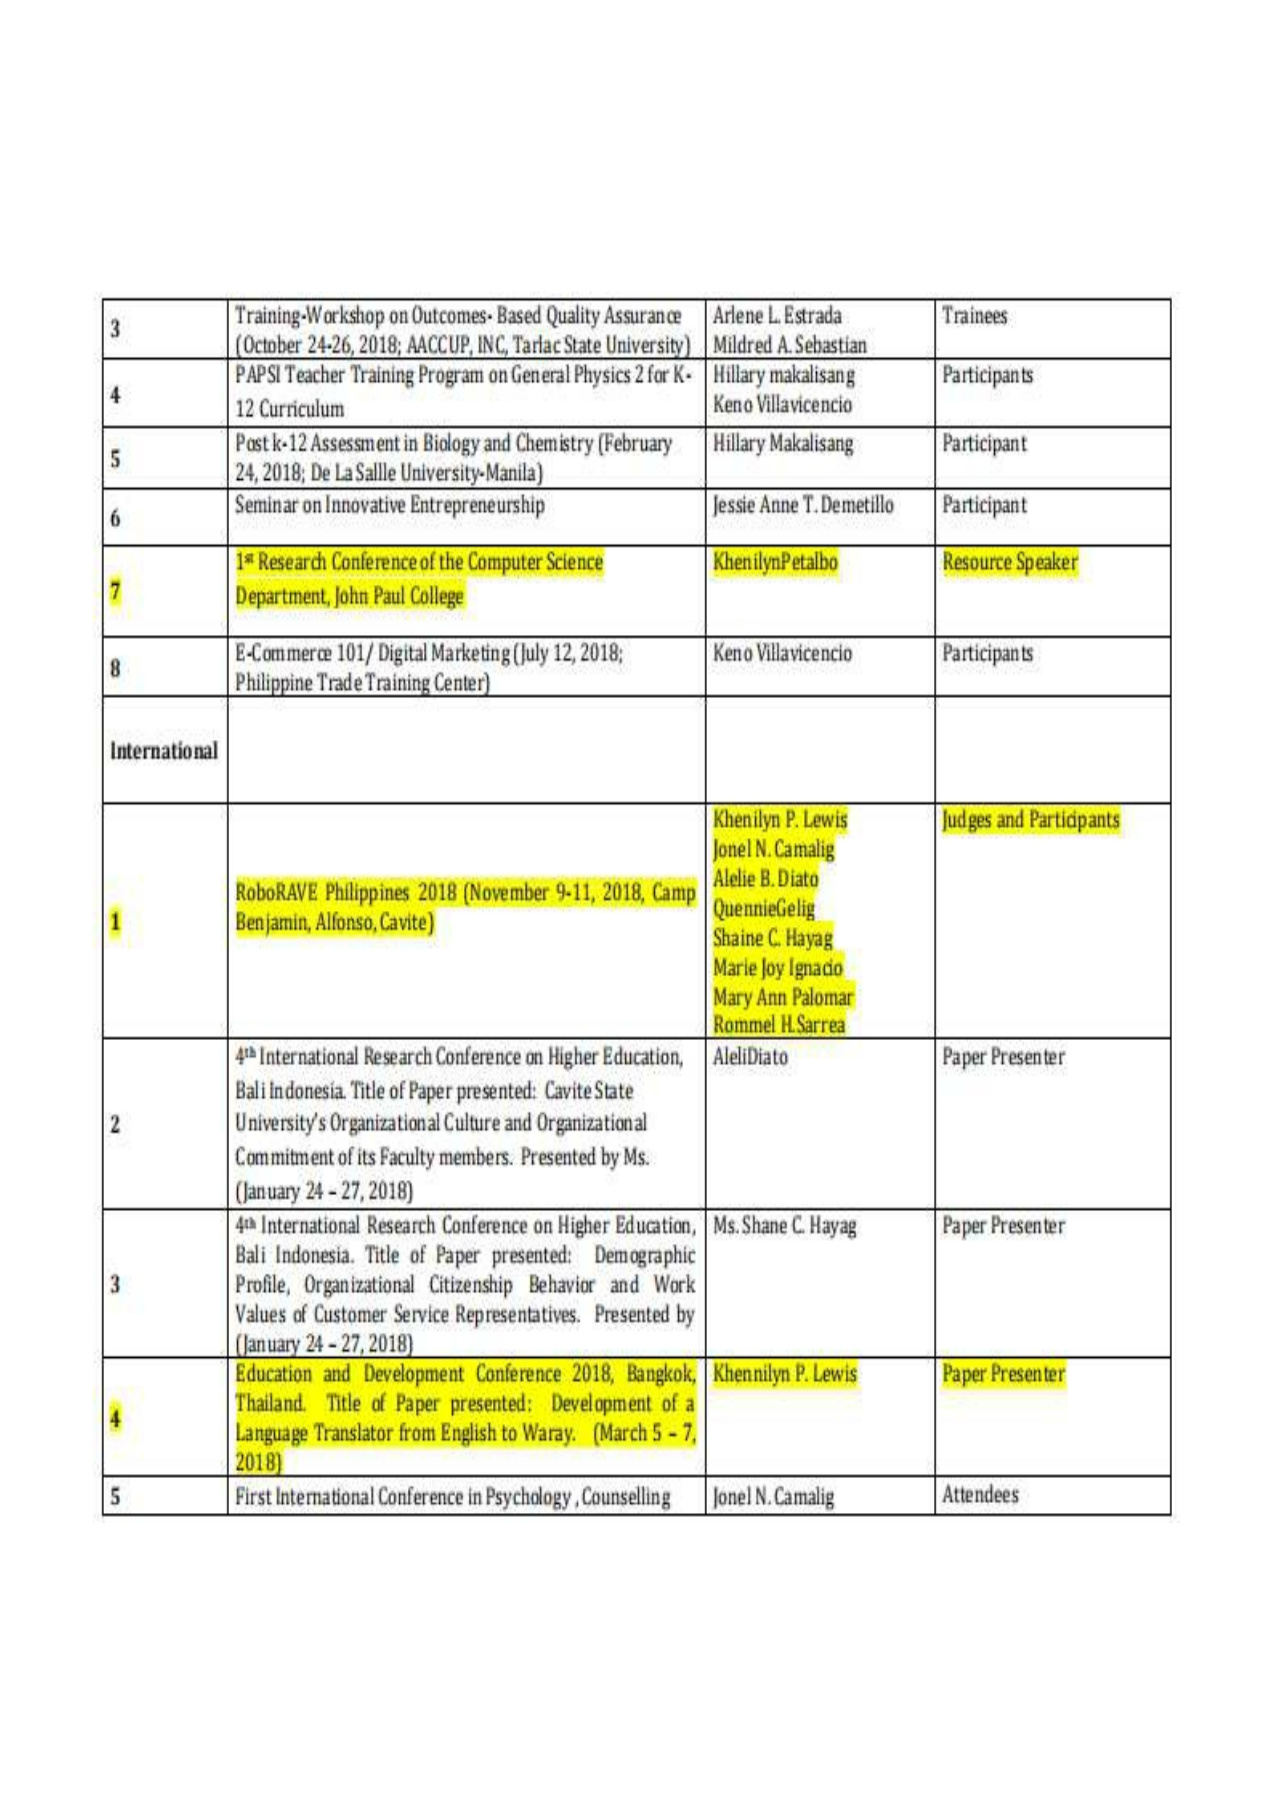 3
Training-Workshop on Outcomes- Based Quality Assurance
(October 24-26, 2018; AACCUP, INC, Tarlac State University)
Arlene L. Estrada
Mildred A. Sebastian
Trainees
4
PAPSI Teacher Training Program on General Physics 2 for K-
12 Curriculum
Hillary makalisang
Keno Villavicencio
Participants
5
Post k-12 Assessment in Biology and Chemistry (February
24, 2018; De La Sallle University-Manila)
Hillary Makalisang
Participant
6
Seminar on Innovative Entrepreneurship
Jessie Anne T. Demetillo
Participant
7
1st Research Conference of the Computer Science
Department, John Paul College
KhenilynPetalbo
Resource Speaker
8
E-Commerce 101/ Digital Marketing (July 12, 2018;
Philippine Trade Training Center)
Keno Villavicencio
Participants
International
1
RoboRAVE Philippines 2018 (November 9-11, 2018, Camp
Benjamin, Alfonso, Cavite)
Khenilyn P. Lewis
Jonel N. Camalig
Alelie B. Diato
QuennieGelig
Shaine C. Hayag
Marie Joy Ignacio
Mary Ann Palomar
Rommel H.Sarrea
Judges and Participants
2
4th International Research Conference on Higher Education,
Bali Indonesia. Title of Paper presented: Cavite State
University's Organizational Culture and Organizational
Commitment of its Faculty members. Presented by Ms.
(January 24 – 27, 2018)
AleliDiato
Paper Presenter
3
4th International Research Conference on Higher Education,
Bali Indonesia. Title of Paper presented: Demographic
Profile, Organizational Citizenship Behavior and Work
Values of Customer Service Representatives. Presented by
(January 24 – 27, 2018)
Ms. Shane C. Hayag
Paper Presenter
4
Education and Development Conference 2018, Bangkok,
Thailand. Title of Paper presented: Development of a
Language Translator from English to Waray. (March 5 – 7,
2018)
Khennilyn P. Lewis
Paper Presenter
5
First International Conference in Psychology , Counselling
Jonel N. Camalig
Attendees